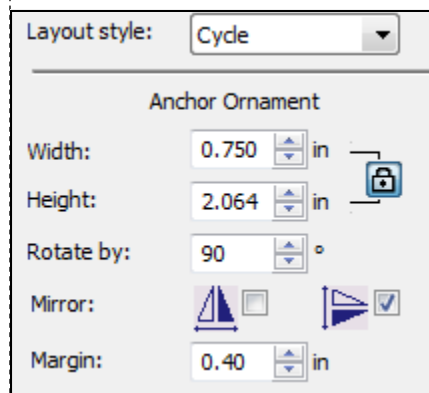 Layout style: Cycle
Anchor Ornament
Width: 0.750 in
Height: 2.064 in
Rotate by: 90 °
Mirror:
Margin: 0.40 in